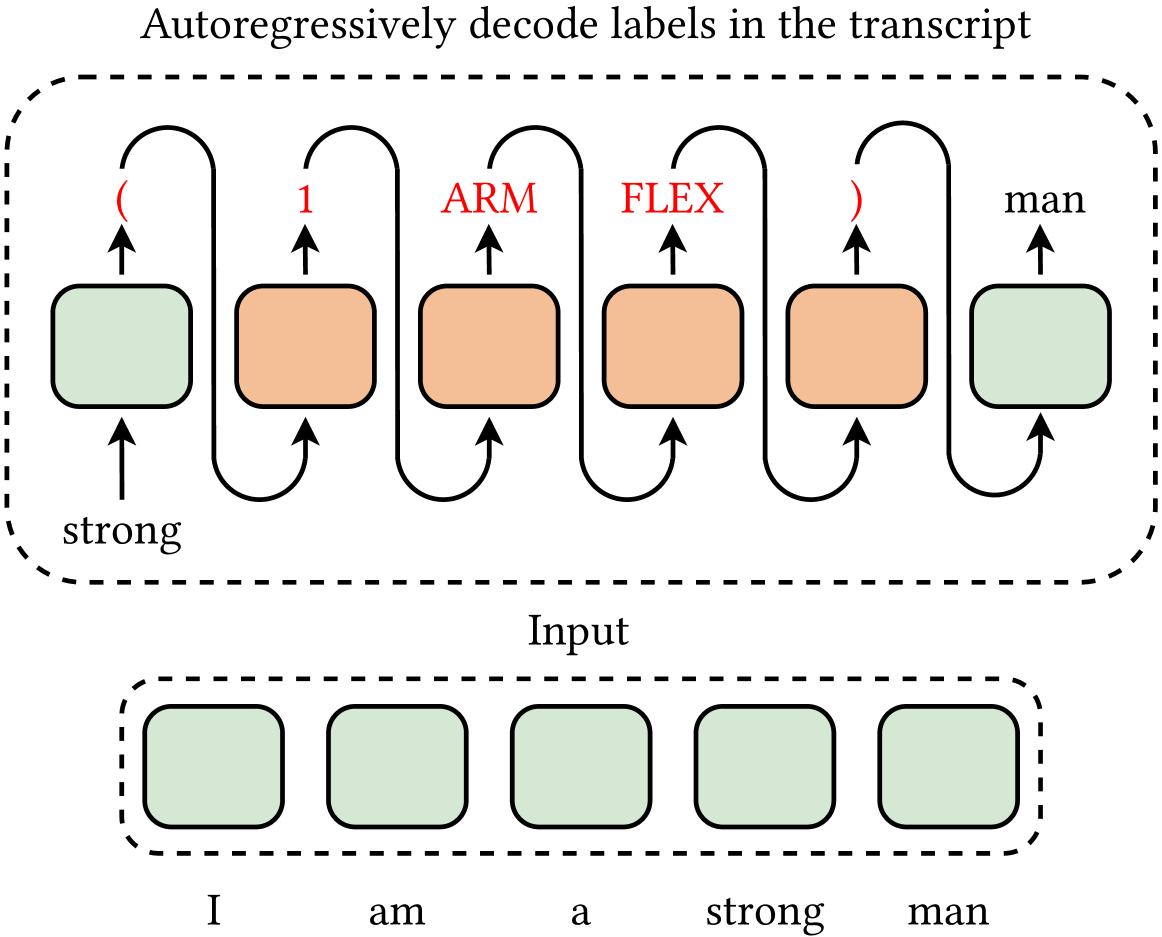 Autoregressively decode labels in the transcript
( 1 ARM FLEX ) man
strong
Input
I am a strong man